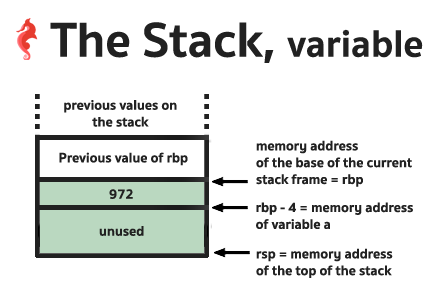 The Stack, variable
previous values on
the stack
Previous value of rbp
972
unused
memory address
of the base of the current
stack frame = rbp
rbp - 4 = memory address
of variable a
rsp = memory address
of the top of the stack